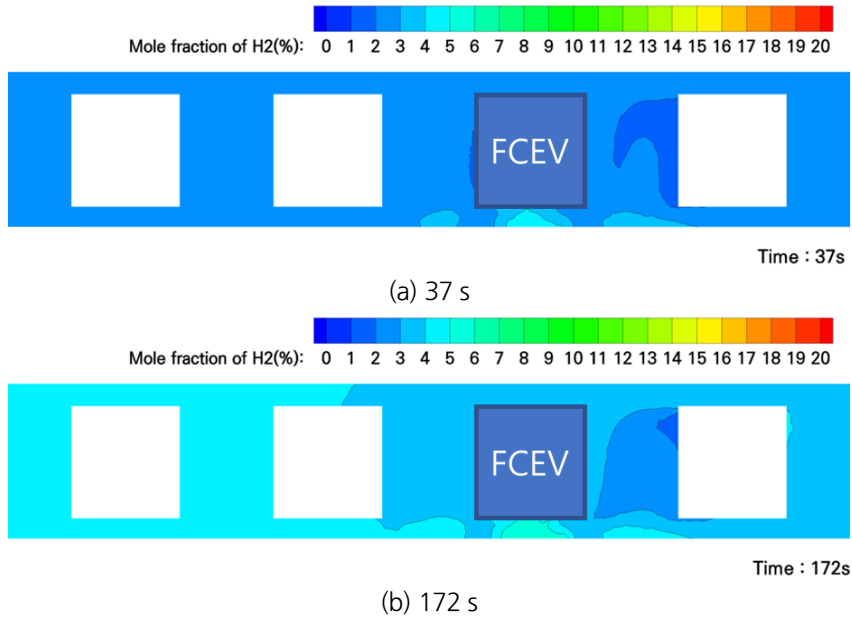 Mole fraction of H2(%): 0 1 2 3 4 5 6 7 8 9 10 11 12 13 14 15 16 17 18 19 20
FCEV
Time : 37s
(a) 37 s
Mole fraction of H2(%): 0 1 2 3 4 5 6 7 8 9 10 11 12 13 14 15 16 17 18 19 20
FCEV
Time : 172s
(b) 172 s